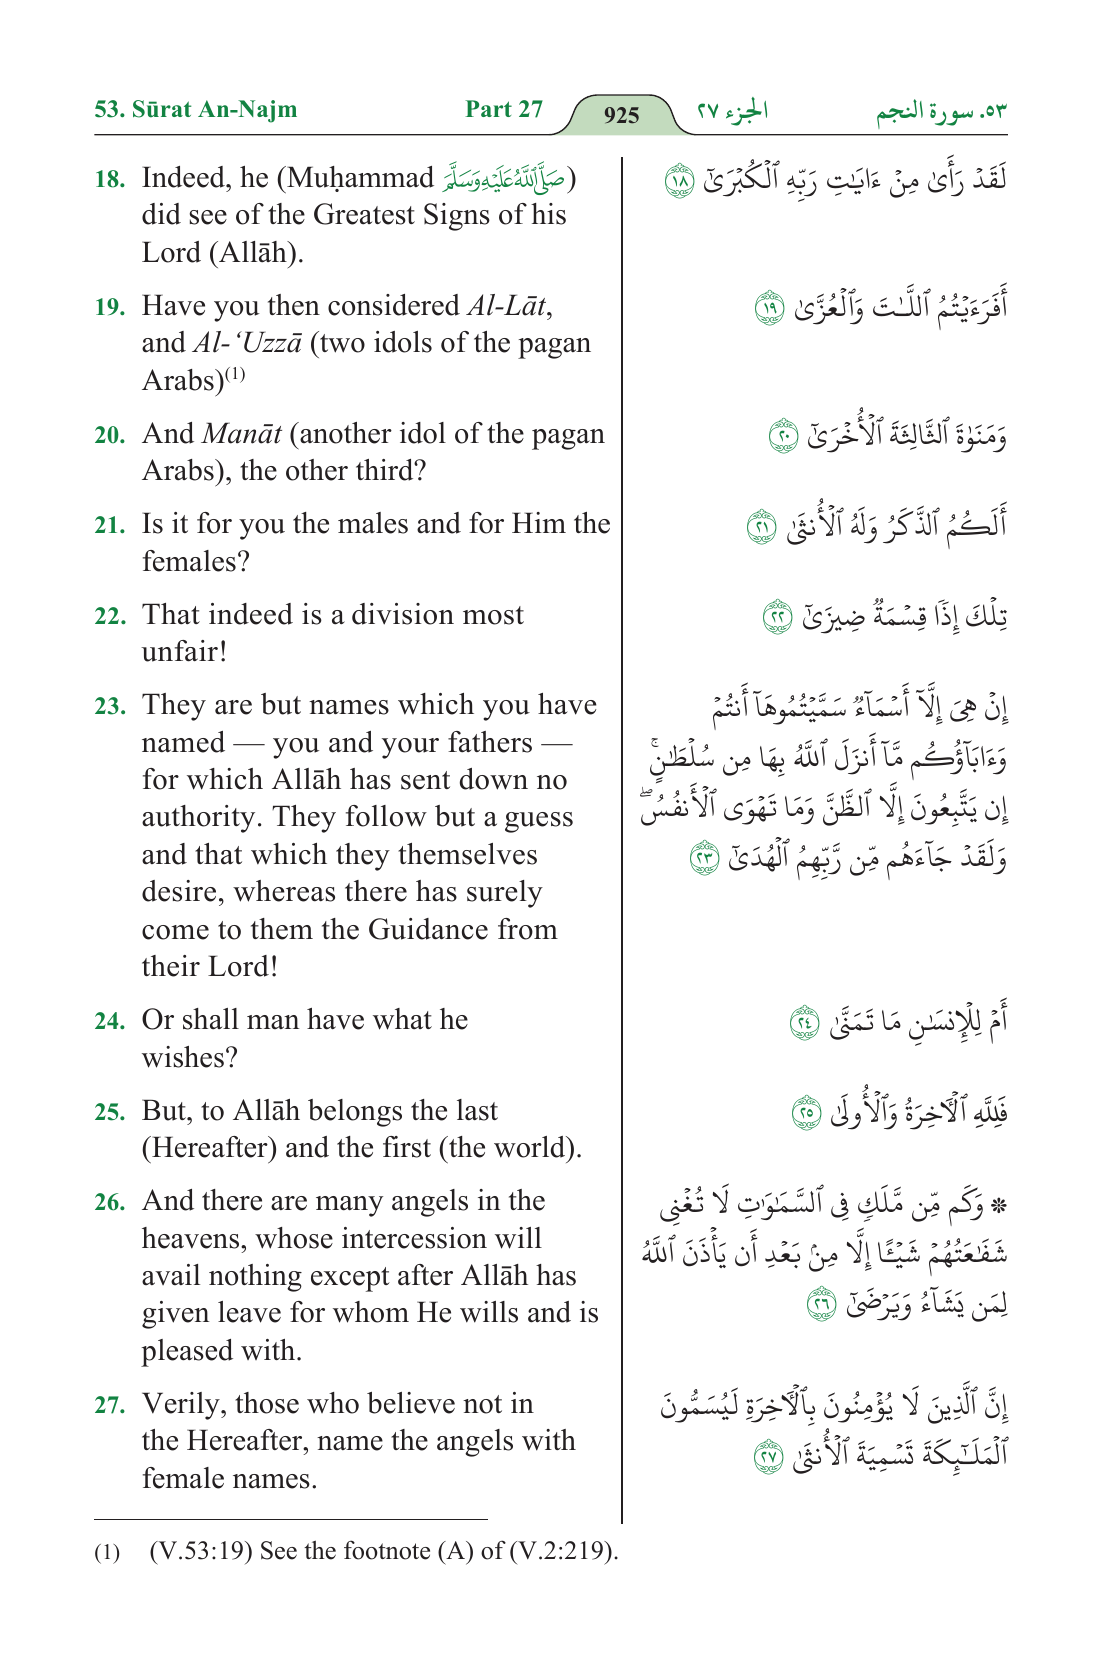 53. Sūrat An-Najm Part 27 925 الجزء ٢٧ ٥٣. سورة النجم
18. Indeed, he (Muḥammad صَلَّى اللَّهُ عَلَيْهِ وَسَلَّمَ)
did see of the Greatest Signs of his
Lord (Allāh).
19. Have you then considered Al-Lāt,
and Al-‘Uzzā (two idols of the pagan
Arabs)(1)
20. And Manāt (another idol of the pagan
Arabs), the other third?
21. Is it for you the males and for Him the
females?
22. That indeed is a division most
unfair!
23. They are but names which you have
named — you and your fathers —
for which Allāh has sent down no
authority. They follow but a guess
and that which they themselves
desire, whereas there has surely
come to them the Guidance from
their Lord!
24. Or shall man have what he
wishes?
25. But, to Allāh belongs the last
(Hereafter) and the first (the world).
26. And there are many angels in the
heavens, whose intercession will
avail nothing except after Allāh has
given leave for whom He wills and is
pleased with.
27. Verily, those who believe not in
the Hereafter, name the angels with
female names.
لَقَدْ رَأَىٰ مِنْ ءَايَـٰتِ رَبِّهِ ٱلْكُبْرَىٰٓ ١٨
أَفَرَءَيْتُمُ ٱللَّـٰتَ وَٱلْعُزَّىٰ ١٩
وَمَنَوٰةَ ٱلثَّالِثَةَ ٱلْأُخْرَىٰٓ ٢٠
أَلَكُمُ ٱلذَّكَرُ وَلَهُ ٱلْأُنثَىٰ ٢١
تِلْكَ إِذًا قِسْمَةٌ ضِيزَىٰٓ ٢٢
إِنْ هِىَ إِلَّآ أَسْمَآءٌ سَمَّيْتُمُوهَآ أَنتُمْ
وَءَابَآؤُكُم مَّآ أَنزَلَ ٱللَّهُ بِهَا مِن سُلْطَـٰنٍ ۚ
إِن يَتَّبِعُونَ إِلَّا ٱلظَّنَّ وَمَا تَهْوَى ٱلْأَنفُسُ ۖ
وَلَقَدْ جَآءَهُم مِّن رَّبِّهِمُ ٱلْهُدَىٰٓ ٢٣
أَمْ لِلْإِنسَـٰنِ مَا تَمَنَّىٰ ٢٤
فَلِلَّهِ ٱلْـَٔاخِرَةُ وَٱلْأُولَىٰ ٢٥
۞ وَكَم مِّن مَّلَكٍ فِى ٱلسَّمَـٰوَٰتِ لَا تُغْنِى
شَفَـٰعَتُهُمْ شَيْـًٔا إِلَّا مِنۢ بَعْدِ أَن يَأْذَنَ ٱللَّهُ
لِمَن يَشَآءُ وَيَرْضَىٰٓ ٢٦
إِنَّ ٱلَّذِينَ لَا يُؤْمِنُونَ بِٱلْـَٔاخِرَةِ لَيُسَمُّونَ
ٱلْمَلَـٰٓئِكَةَ تَسْمِيَةَ ٱلْأُنثَىٰ ٢٧
(1) (V.53:19) See the footnote (A) of (V.2:219).